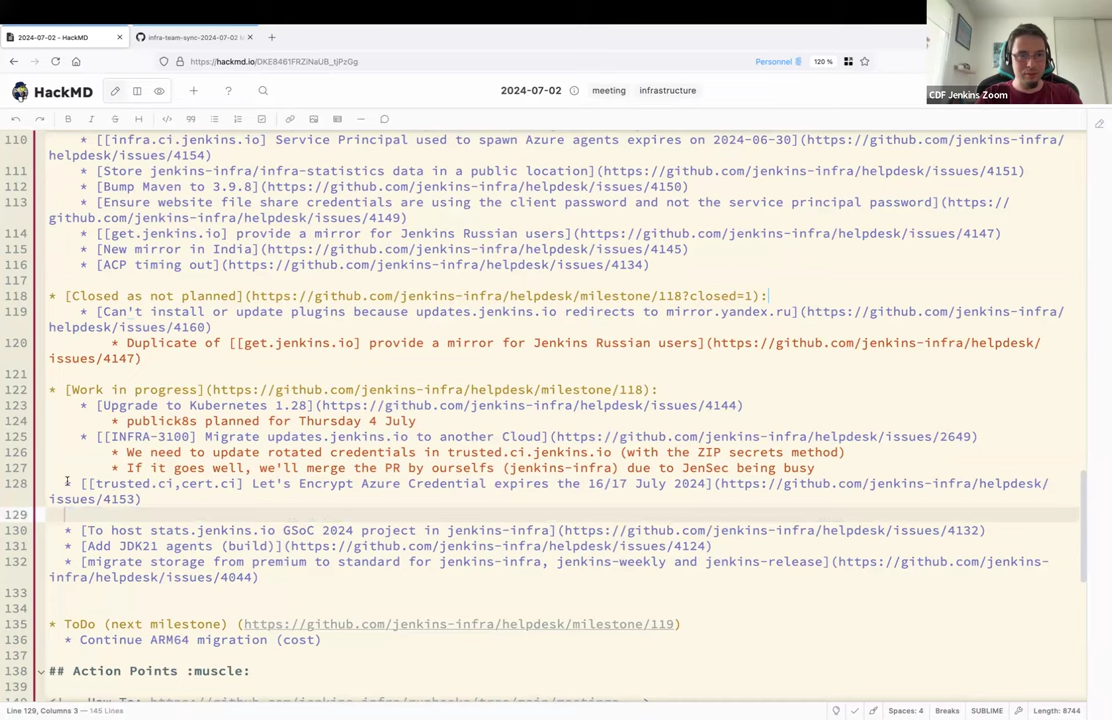 2024-07-02 - HackMD
infra-team-sync-2024-07-02
https://hackmd.io/DKE8461FRZiNaUB_tjPzGg
Personnel
120 %
CDF Jenkins Zoom
HackMD
2024-07-02
meeting
infrastructure
110 * [[infra.ci.jenkins.io] Service Principal used to spawn Azure agents expires on 2024-06-30](https://github.com/jenkins-infra/
helpdesk/issues/4154)
111 * [Store jenkins-infra/infra-statistics data in a public location](https://github.com/jenkins-infra/helpdesk/issues/4151)
112 * [Bump Maven to 3.9.8](https://github.com/jenkins-infra/helpdesk/issues/4150)
113 * [Ensure website file share credentials are using the client password and not the service principal password](https://
github.com/jenkins-infra/helpdesk/issues/4149)
114 * [[get.jenkins.io] provide a mirror for Jenkins Russian users](https://github.com/jenkins-infra/helpdesk/issues/4147)
115 * [New mirror in India](https://github.com/jenkins-infra/helpdesk/issues/4145)
116 * [ACP timing out](https://github.com/jenkins-infra/helpdesk/issues/4134)
117
118 * [Closed as not planned](https://github.com/jenkins-infra/helpdesk/milestone/118?closed=1):
119 * [Can't install or update plugins because updates.jenkins.io redirects to mirror.yandex.ru](https://github.com/jenkins-infra/
helpdesk/issues/4160)
120 * Duplicate of [[get.jenkins.io] provide a mirror for Jenkins Russian users](https://github.com/jenkins-infra/helpdesk/
issues/4147)
121
122 * [Work in progress](https://github.com/jenkins-infra/helpdesk/milestone/118):
123 * [Upgrade to Kubernetes 1.28](https://github.com/jenkins-infra/helpdesk/issues/4144)
124 * publick8s planned for Thursday 4 July
125 * [[INFRA-3100] Migrate updates.jenkins.io to another Cloud](https://github.com/jenkins-infra/helpdesk/issues/2649)
126 * We need to update rotated credentials in trusted.ci.jenkins.io (with the ZIP secrets method)
127 * If it goes well, we'll merge the PR by ourselfs (jenkins-infra) due to JenSec being busy
128 [[trusted.ci,cert.ci] Let's Encrypt Azure Credential expires the 16/17 July 2024](https://github.com/jenkins-infra/helpdesk/
issues/4153)
129
130 * [To host stats.jenkins.io GSoC 2024 project in jenkins-infra](https://github.com/jenkins-infra/helpdesk/issues/4132)
131 * [Add JDK21 agents (build)](https://github.com/jenkins-infra/helpdesk/issues/4124)
132 * [migrate storage from premium to standard for jenkins-infra, jenkins-weekly and jenkins-release](https://github.com/jenkins-
infra/helpdesk/issues/4044)
133
134
135 * ToDo (next milestone) (https://github.com/jenkins-infra/helpdesk/milestone/119)
136 * Continue ARM64 migration (cost)
137
138 ## Action Points :muscle:
139
Line 129, Columns 3 — 145 Lines
Spaces: 4
Breaks
SUBLIME
Length: 8744